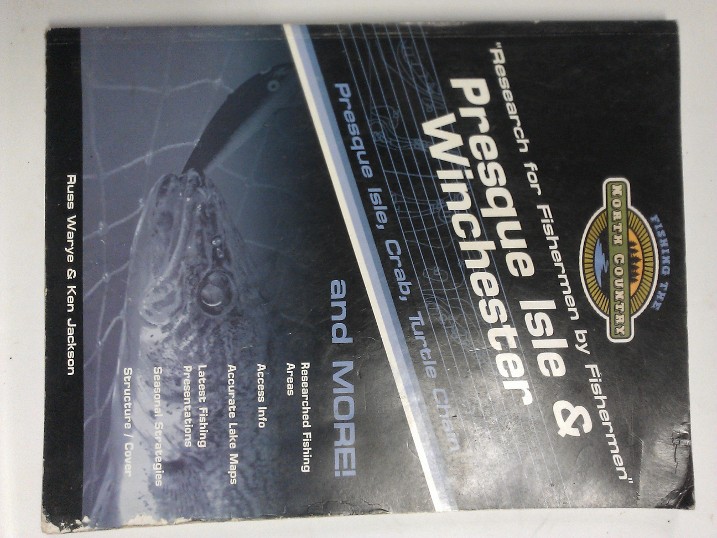 FISHING THE
NORTH COUNTRY
"Research for Fishermen by Fishermen"
Presque Isle &
Winchester
Presque Isle, Crab, Turtle Chain
and MORE!
Researched Fishing
Areas
Access Info
Accurate Lake Maps
Latest Fishing
Presentations
Seasonal Strategies
Structure / Cover
Russ Warye & Ken Jackson